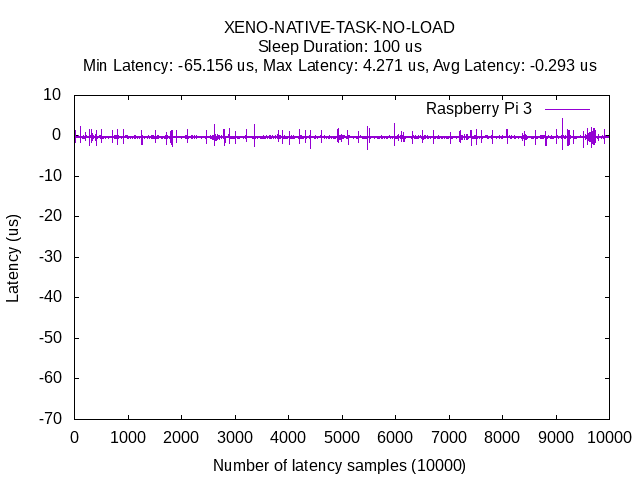 XENO-NATIVE-TASK-NO-LOAD
Sleep Duration: 100 us
Min Latency: -65.156 us, Max Latency: 4.271 us, Avg Latency: -0.293 us
Raspberry Pi 3
10
0
-10
-20
-30
-40
-50
-60
-70
Latency (us)
0 1000 2000 3000 4000 5000 6000 7000 8000 9000 10000
Number of latency samples (10000)